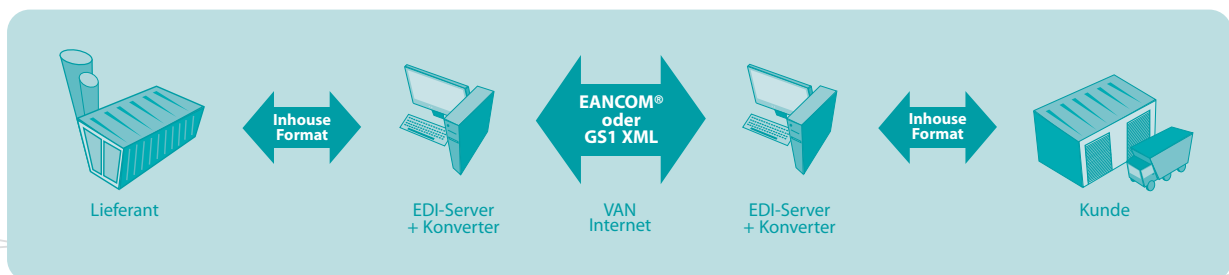 Inhouse
Format
EANCOM®
oder
GS1 XML
Inhouse
Format
Lieferant
EDI-Server
+ Konverter
VAN
Internet
EDI-Server
+ Konverter
Kunde